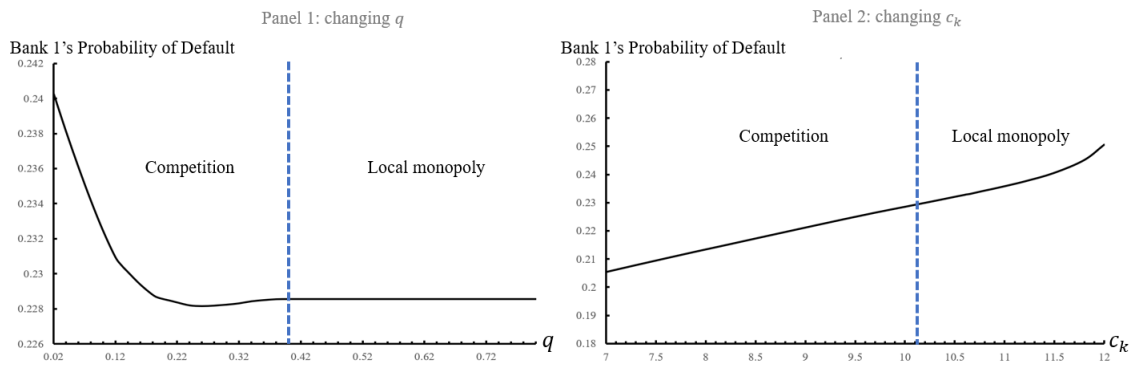 Panel 1: changing q
Bank 1's Probability of Default
0.242
0.24
0.238
0.236
0.234
0.232
0.23
0.228
0.226
Competition
Local monopoly
0.02 0.12 0.22 0.32 0.42 0.52 0.62 0.72
q
Panel 2: changing cₖ
Bank 1's Probability of Default
0.28
0.27
0.26
0.25
0.24
0.23
0.22
0.21
0.2
0.19
0.18
Competition
Local monopoly
7 7.5 8 8.5 9 9.5 10 10.5 11 11.5 12
cₖ